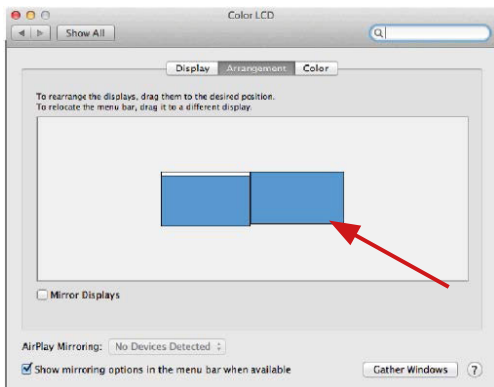 Color LCD
Show All
Display Arrangement Color
To rearrange the displays, drag them to the desired position.
To relocate the menu bar, drag it to a different display.
Mirror Displays
AirPlay Mirroring: No Devices Detected
Show mirroring options in the menu bar when available
Gather Windows ?